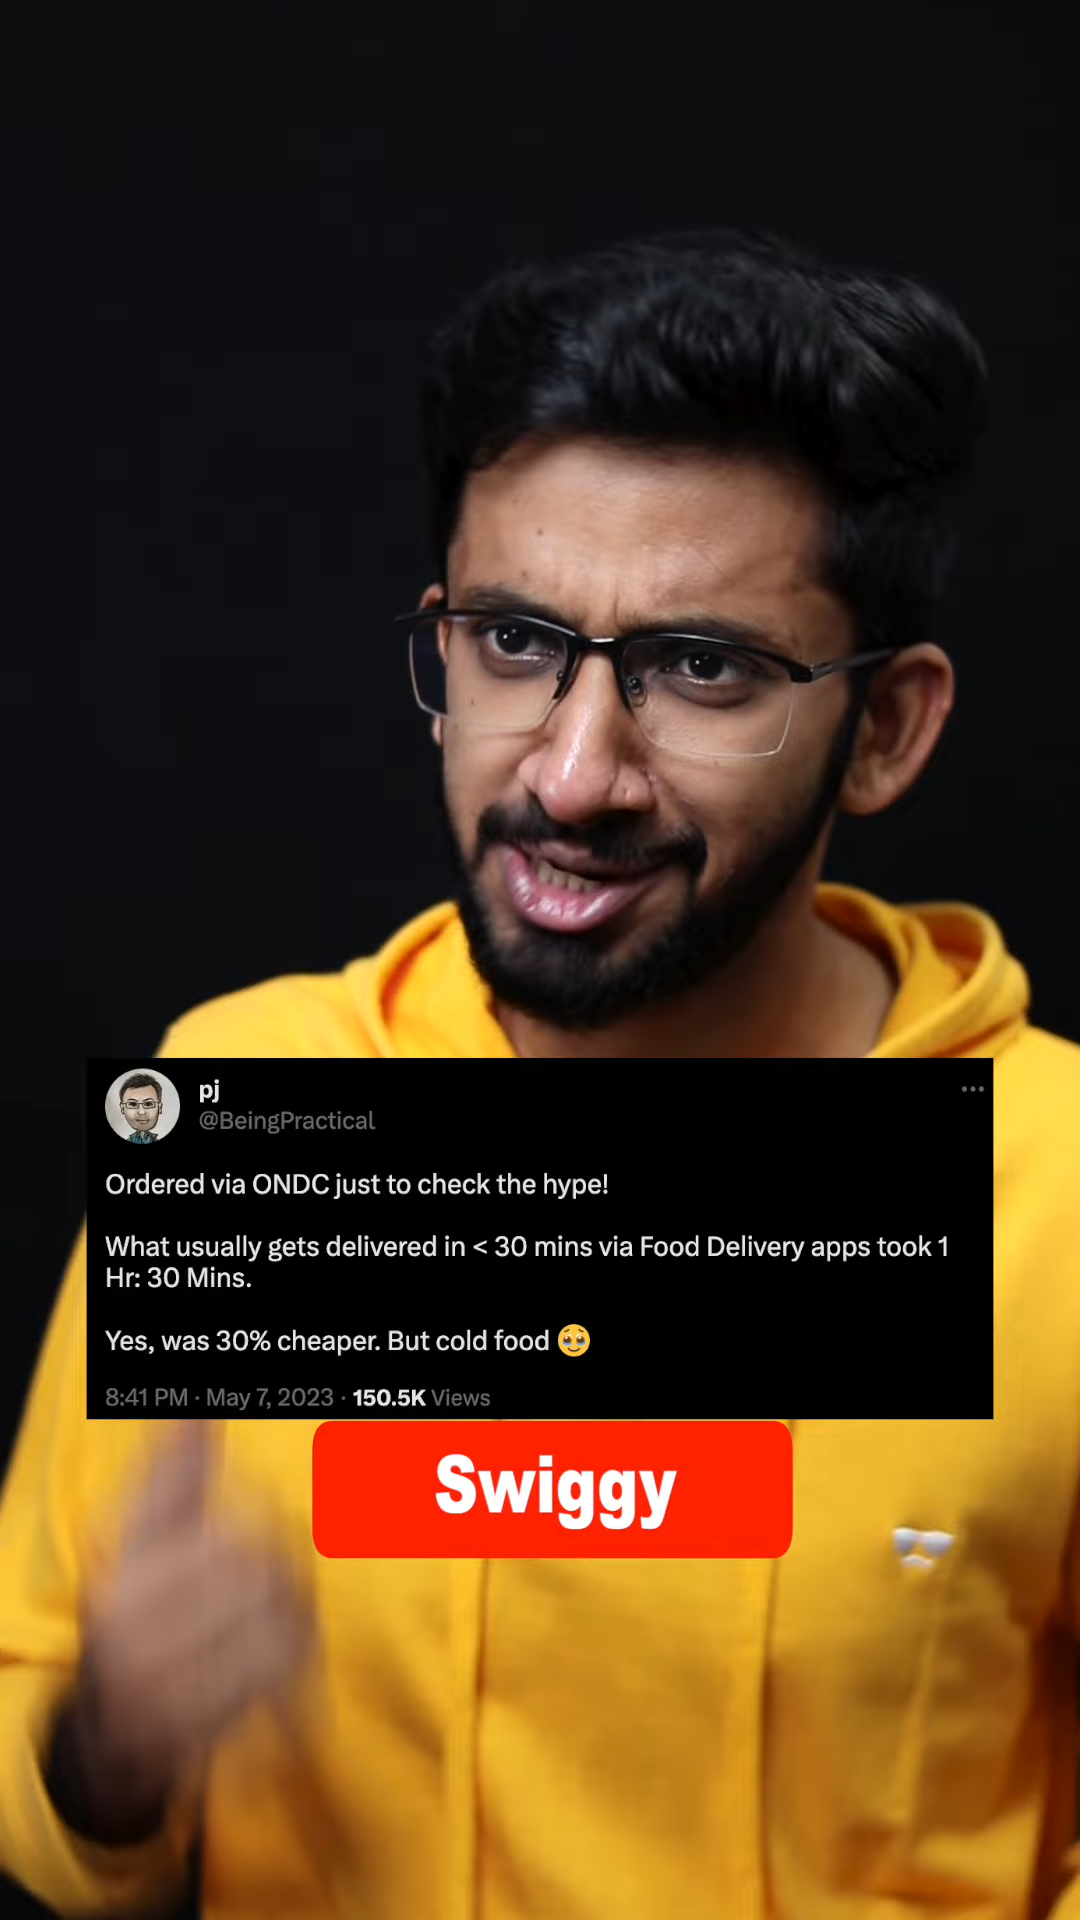 pj
@BeingPractical
Ordered via ONDC just to check the hype!
What usually gets delivered in < 30 mins via Food Delivery apps took 1
Hr: 30 Mins.
Yes, was 30% cheaper. But cold food 🥹
8:41 PM · May 7, 2023 · 150.5K Views
Swiggy